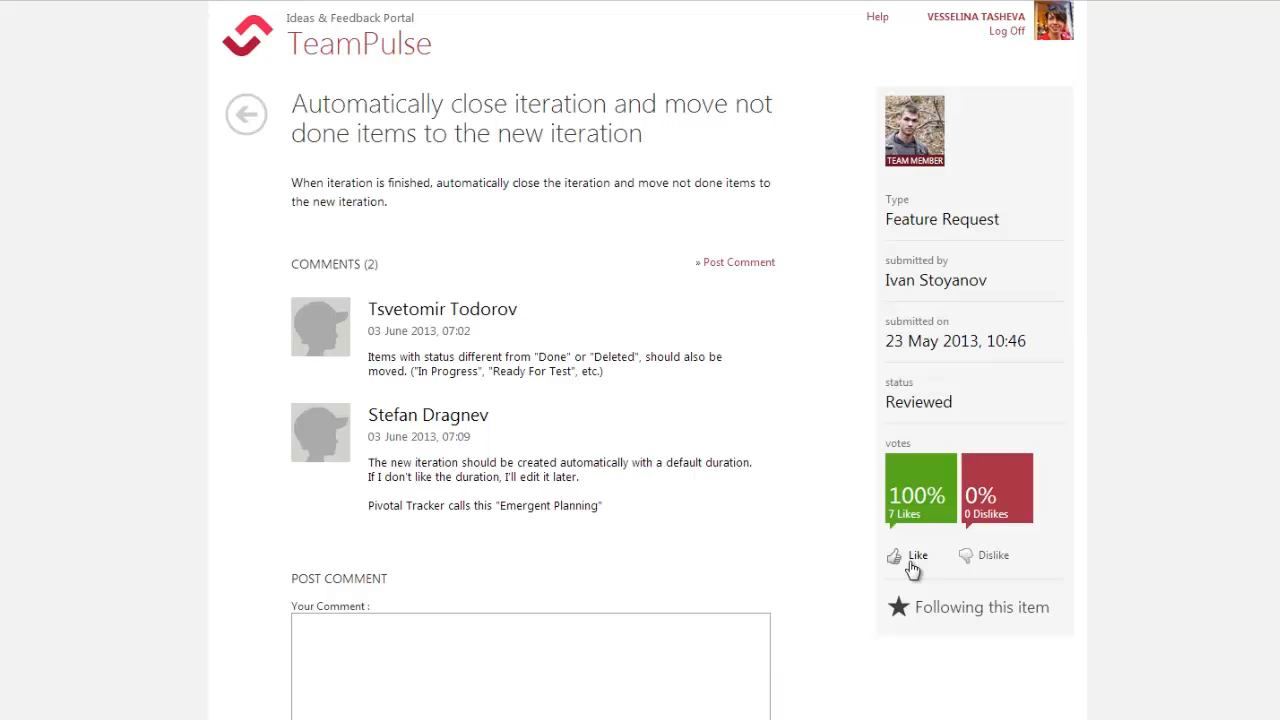 Ideas & Feedback Portal
TeamPulse
Help
VESSELINA TASHEVA
Log Off
Automatically close iteration and move not
done items to the new iteration
When iteration is finished, automatically close the iteration and move not done items to
the new iteration.
COMMENTS (2)
» Post Comment
Tsvetomir Todorov
03 June 2013, 07:02
Items with status different from "Done" or "Deleted", should also be
moved. ("In Progress", "Ready For Test", etc.)
Stefan Dragnev
03 June 2013, 07:09
The new iteration should be created automatically with a default duration.
If I don't like the duration, I'll edit it later.
Pivotal Tracker calls this "Emergent Planning"
POST COMMENT
Your Comment :
TEAM MEMBER
Type
Feature Request
submitted by
Ivan Stoyanov
submitted on
23 May 2013, 10:46
status
Reviewed
votes
100%
7 Likes
0%
0 Dislikes
Like
Dislike
Following this item